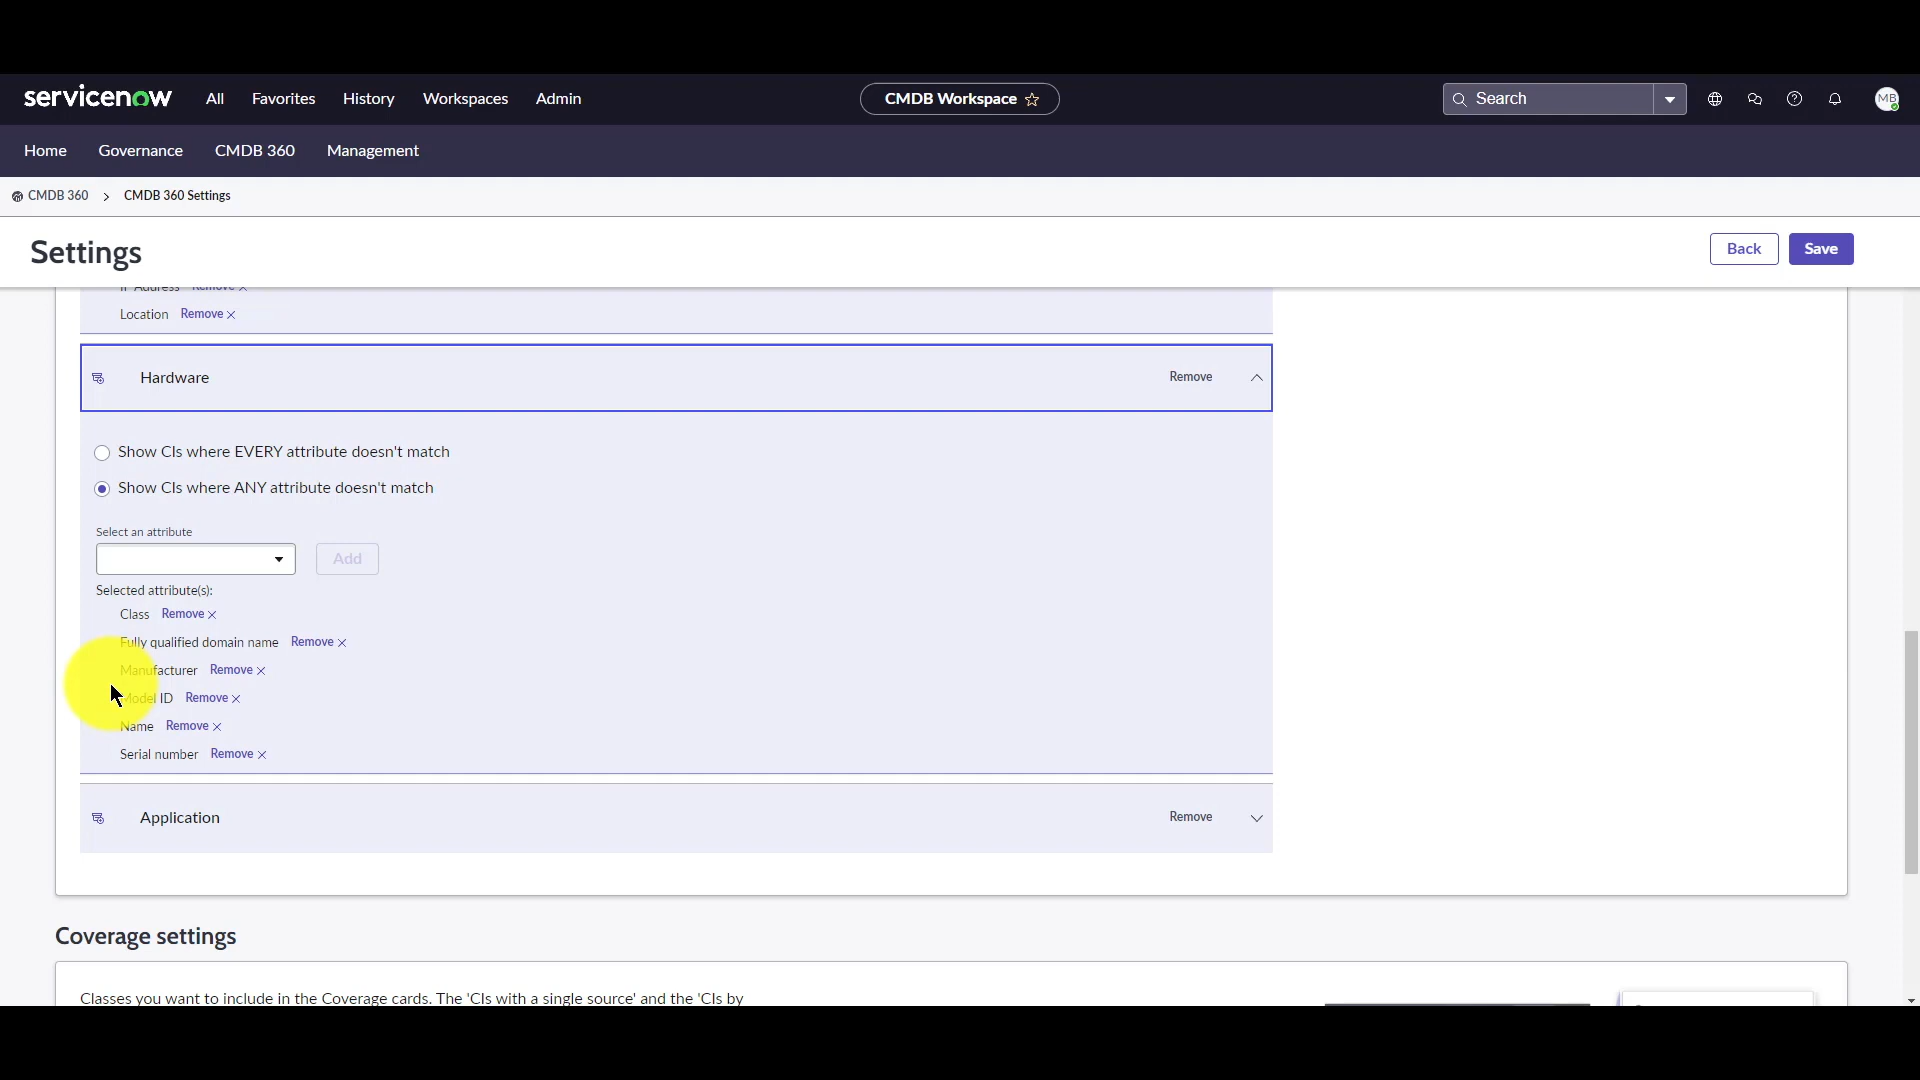 servicenow All Favorites History Workspaces Admin CMDB Workspace Search MB
Home Governance CMDB 360 Management
CMDB 360 CMDB 360 Settings
Settings Back Save
IP Address Remove
Location Remove
Hardware Remove
Show CIs where EVERY attribute doesn't match
Show CIs where ANY attribute doesn't match
Select an attribute
Add
Selected attribute(s):
Class Remove
Fully qualified domain name Remove
Manufacturer Remove
Model ID Remove
Name Remove
Serial number Remove
Application Remove
Coverage settings
Classes you want to include in the Coverage cards. The 'CIs with a single source' and the 'CIs by